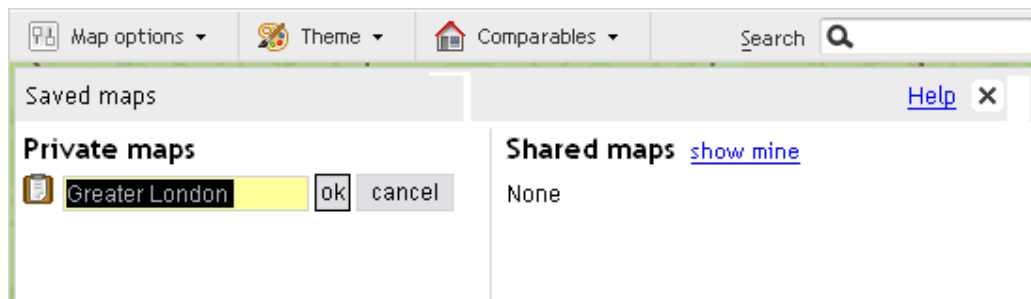 Map options Theme Comparables Search
Saved maps Help
Private maps
Greater London ok cancel
Shared maps show mine
None